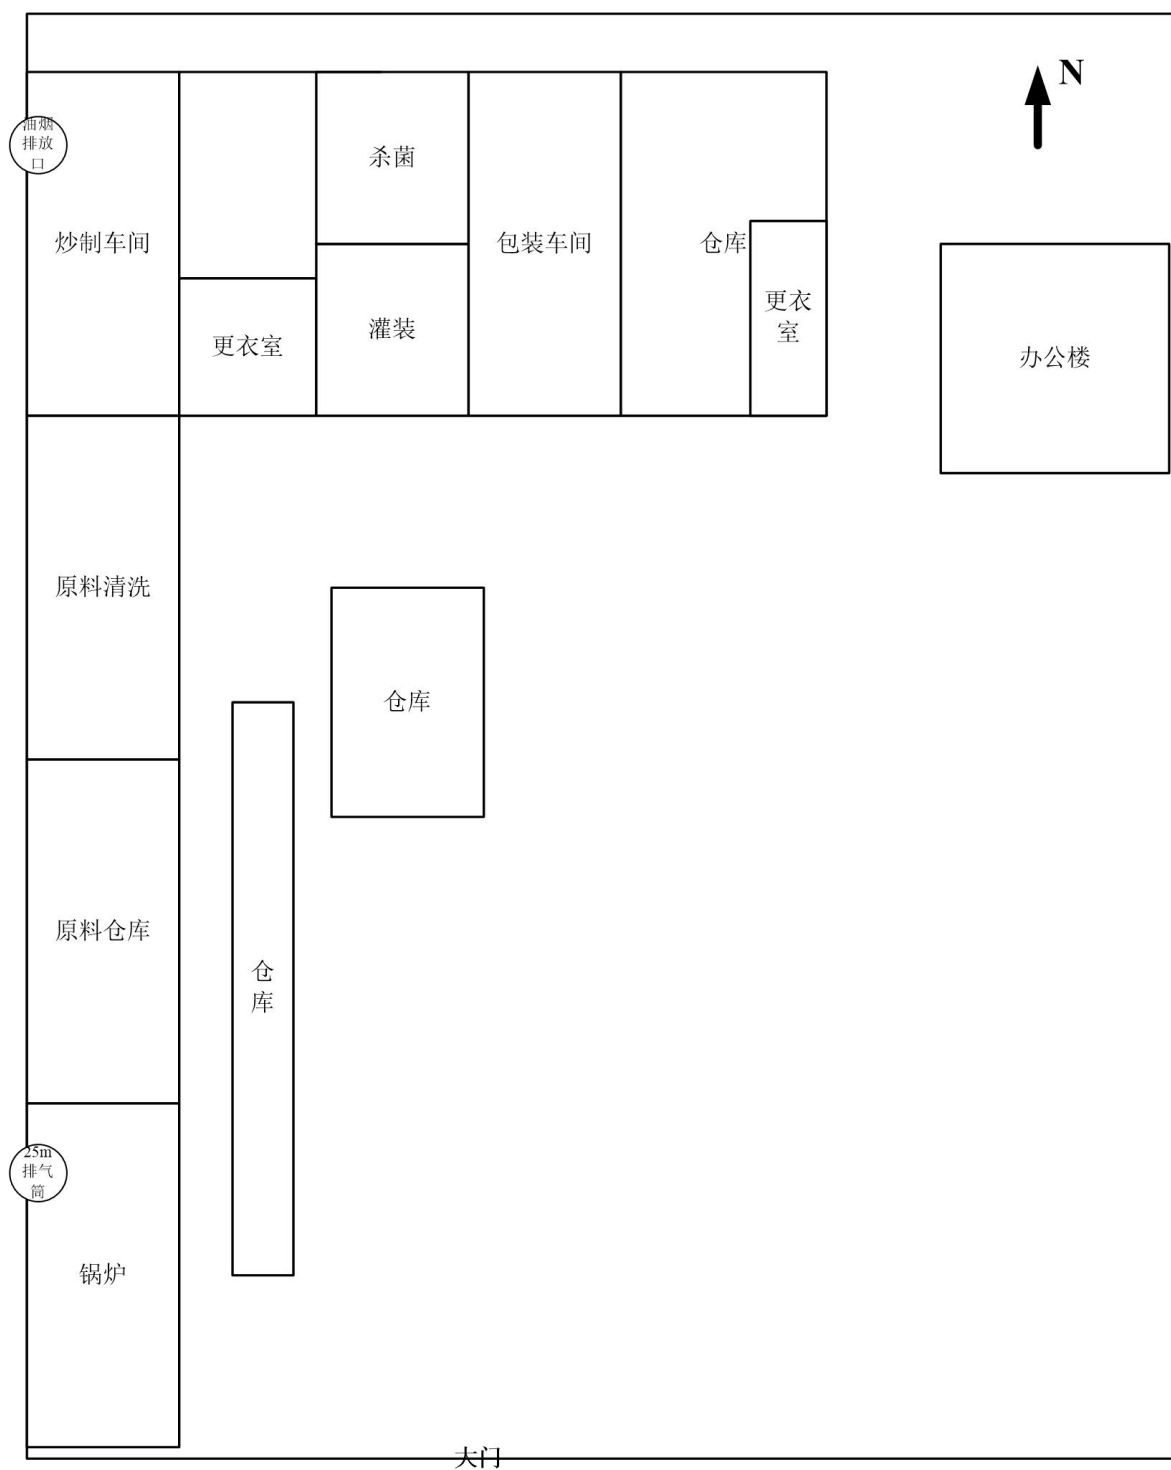 N
油烟
排放
口
杀菌
炒制车间
包装车间
仓库
更衣
室
灌装
更衣室
办公楼
原料清洗
仓库
原料仓库
仓
库
25m
排气
筒
锅炉
大门